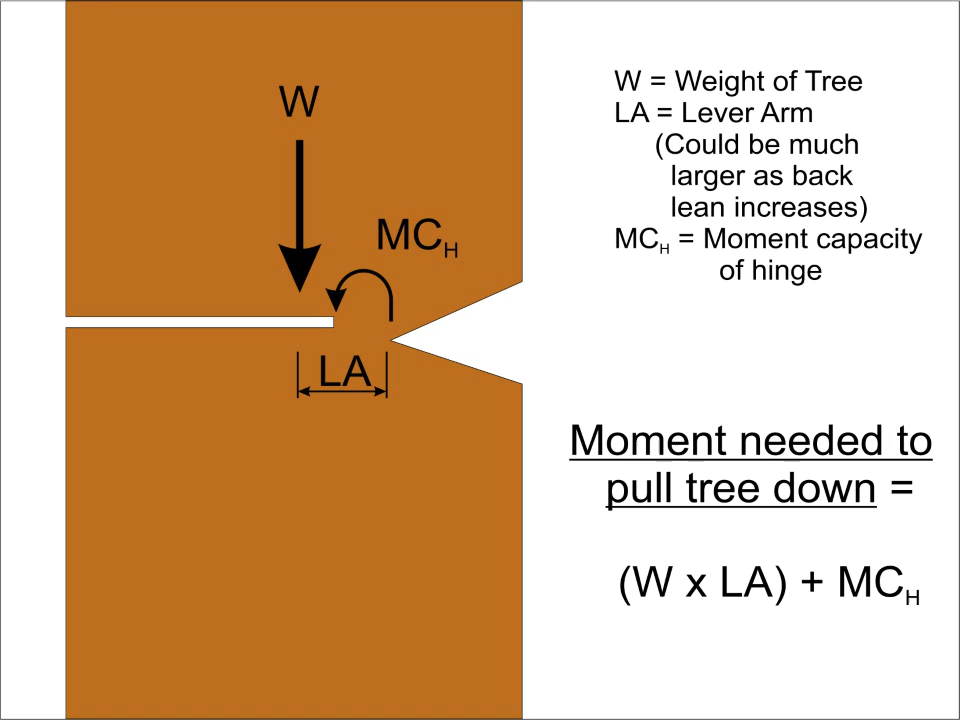 W
MCH
LA
W = Weight of Tree
LA = Lever Arm
(Could be much
larger as back
lean increases)
MCH = Moment capacity
of hinge
Moment needed to
pull tree down =
(W x LA) + MCH